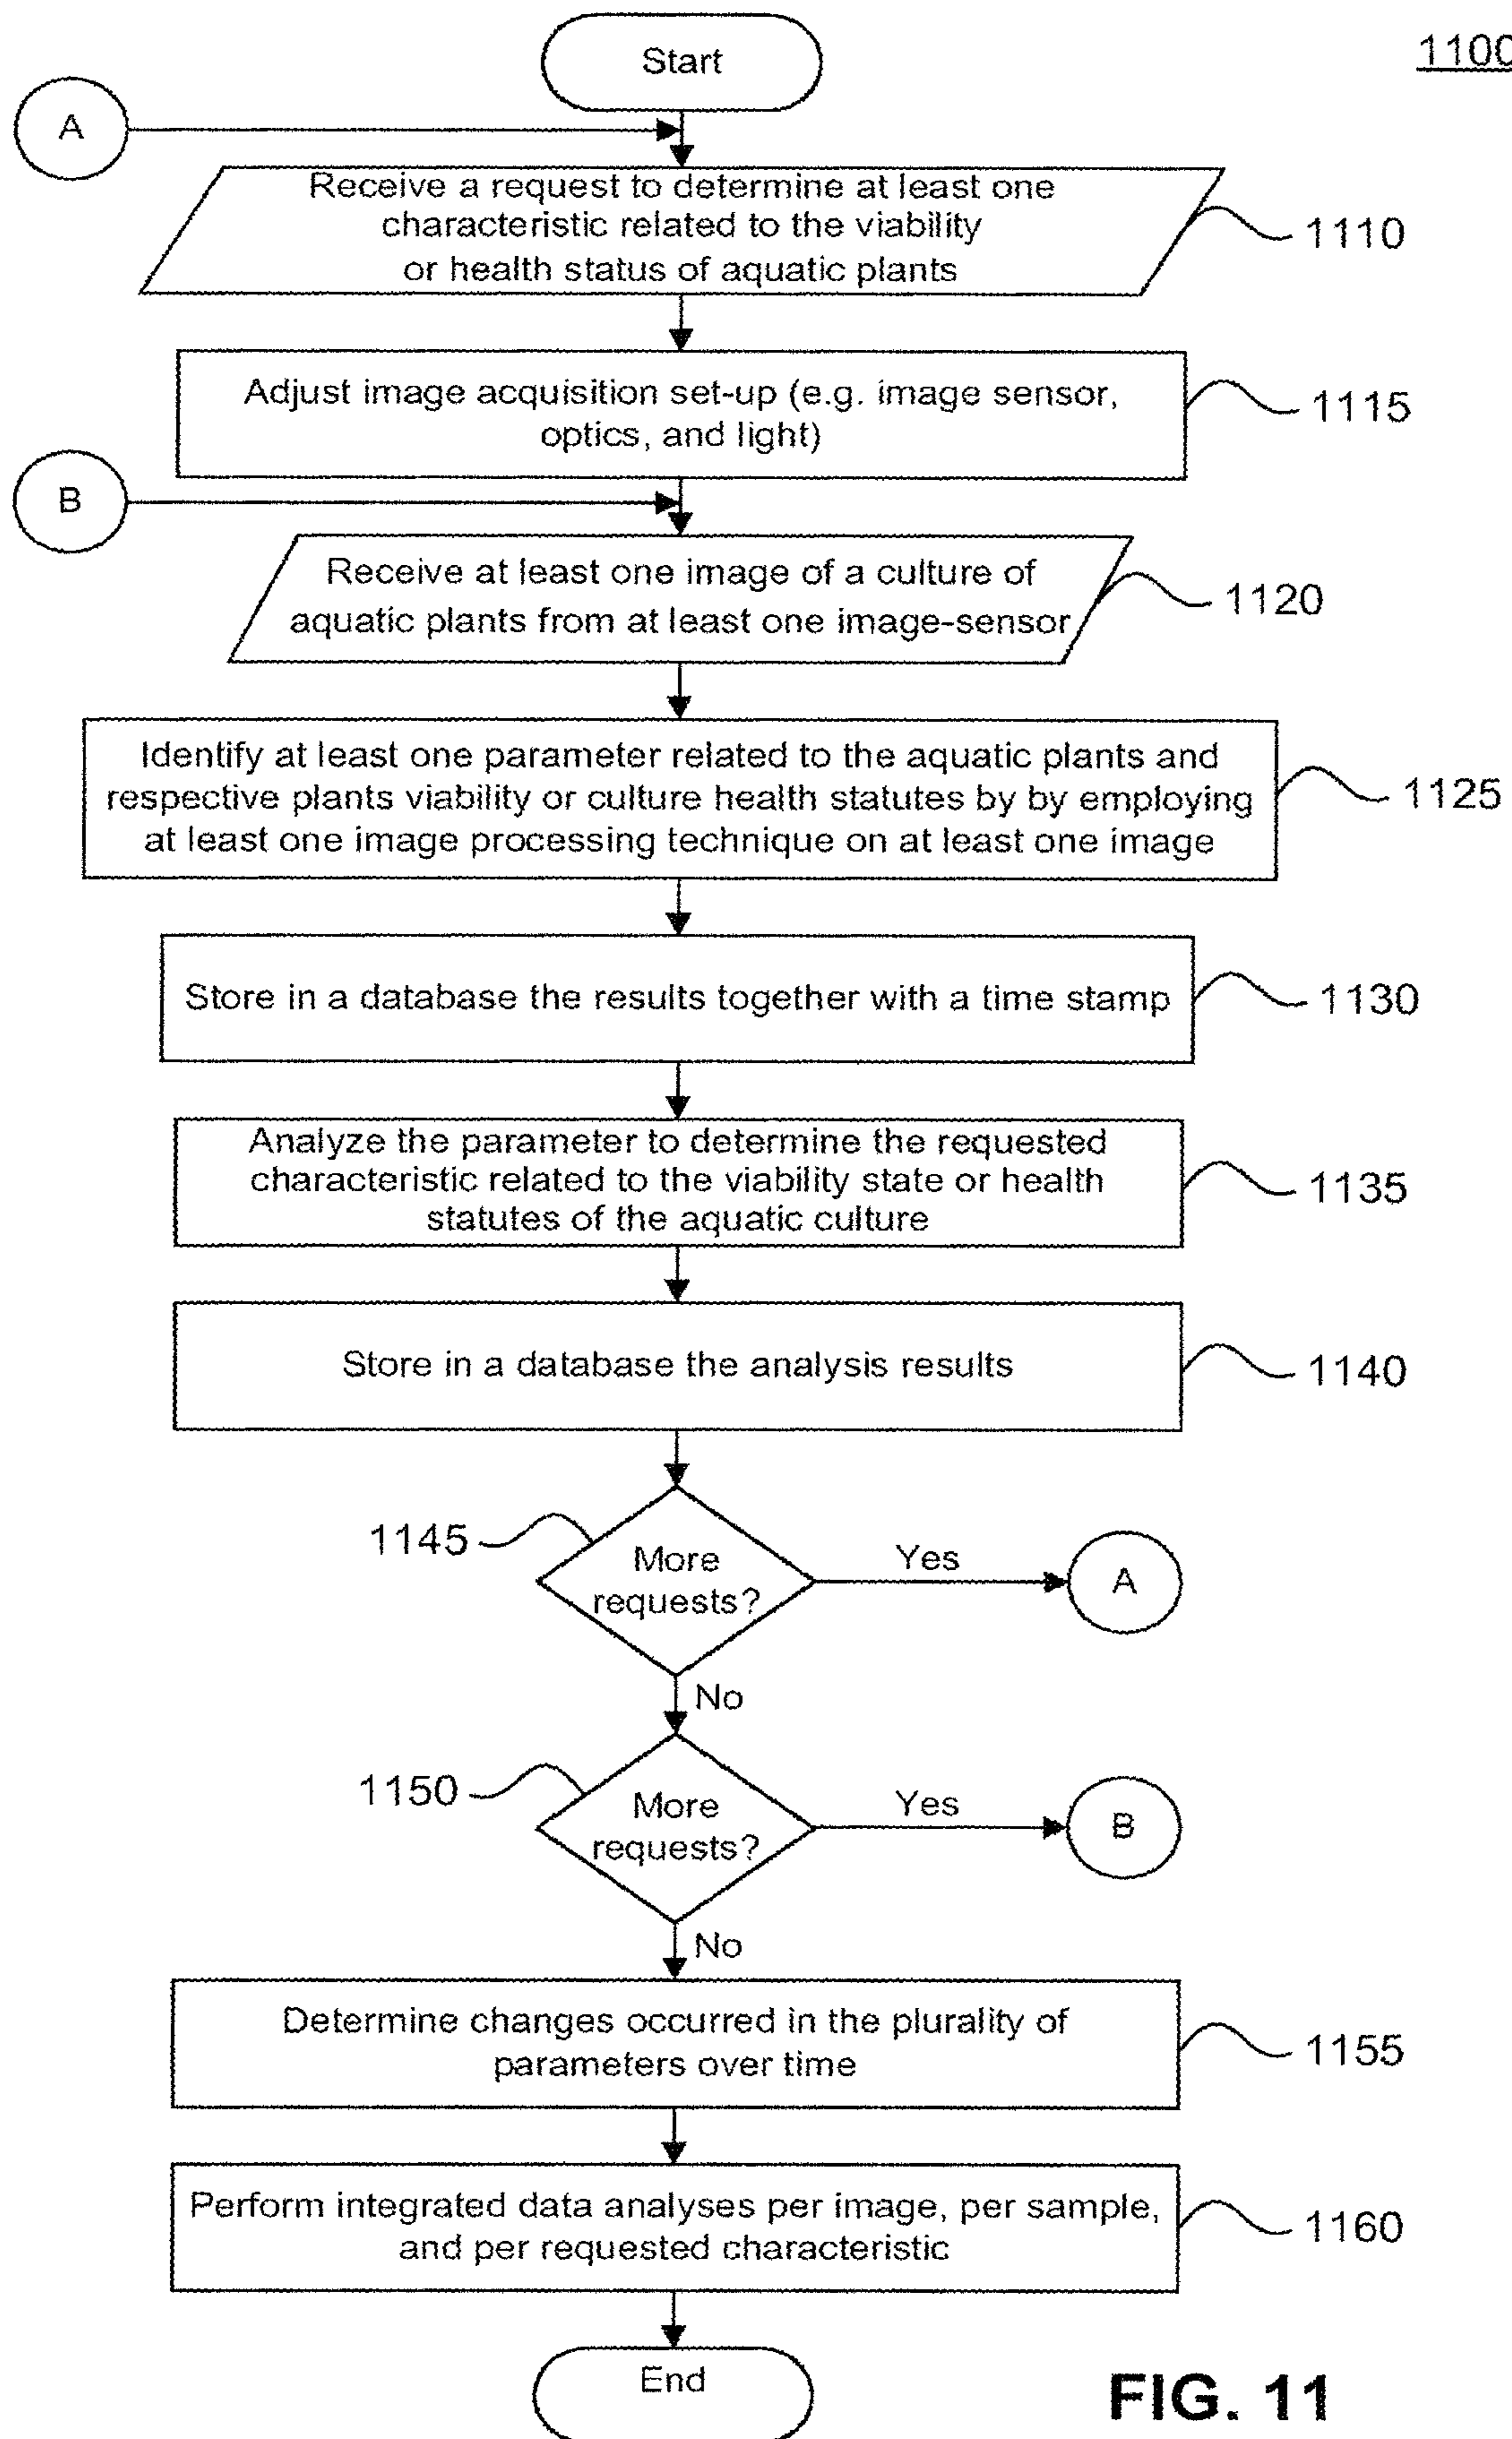 Start
1100
A
Receive a request to determine at least one
characteristic related to the viability
or health status of aquatic plants
1110
Adjust image acquisition set-up (e.g. image sensor,
optics, and light)
1115
B
Receive at least one image of a culture of
aquatic plants from at least one image-sensor
1120
Identify at least one parameter related to the aquatic plants and
respective plants viability or culture health statutes by by employing
at least one image processing technique on at least one image
1125
Store in a database the results together with a time stamp
1130
Analyze the parameter to determine the requested
characteristic related to the viability state or health
statutes of the aquatic culture
1135
Store in a database the analysis results
1140
1145
More
requests?
Yes
A
No
1150
More
requests?
Yes
B
No
Determine changes occurred in the plurality of
parameters over time
1155
Perform integrated data analyses per image, per sample,
and per requested characteristic
1160
End
FIG. 11